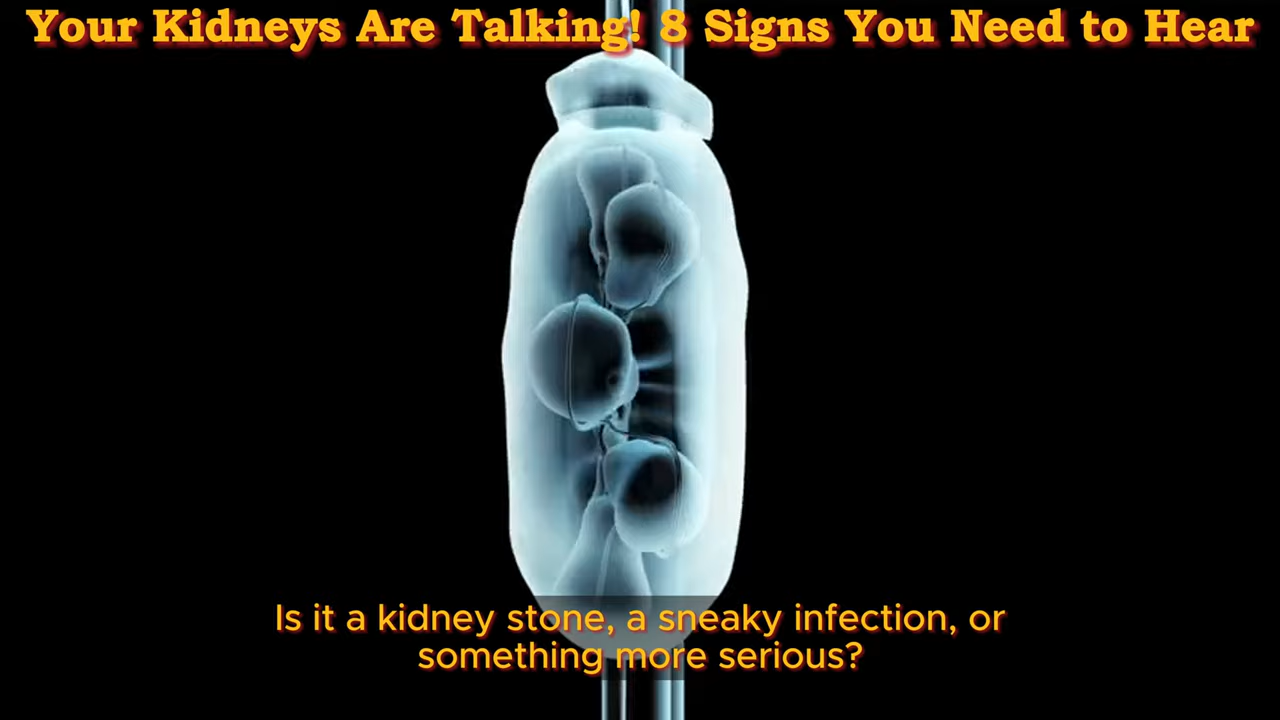 Your Kidneys Are Talking! 8 Signs You Need to Hear
Is it a kidney stone, a sneaky infection, or
something more serious?